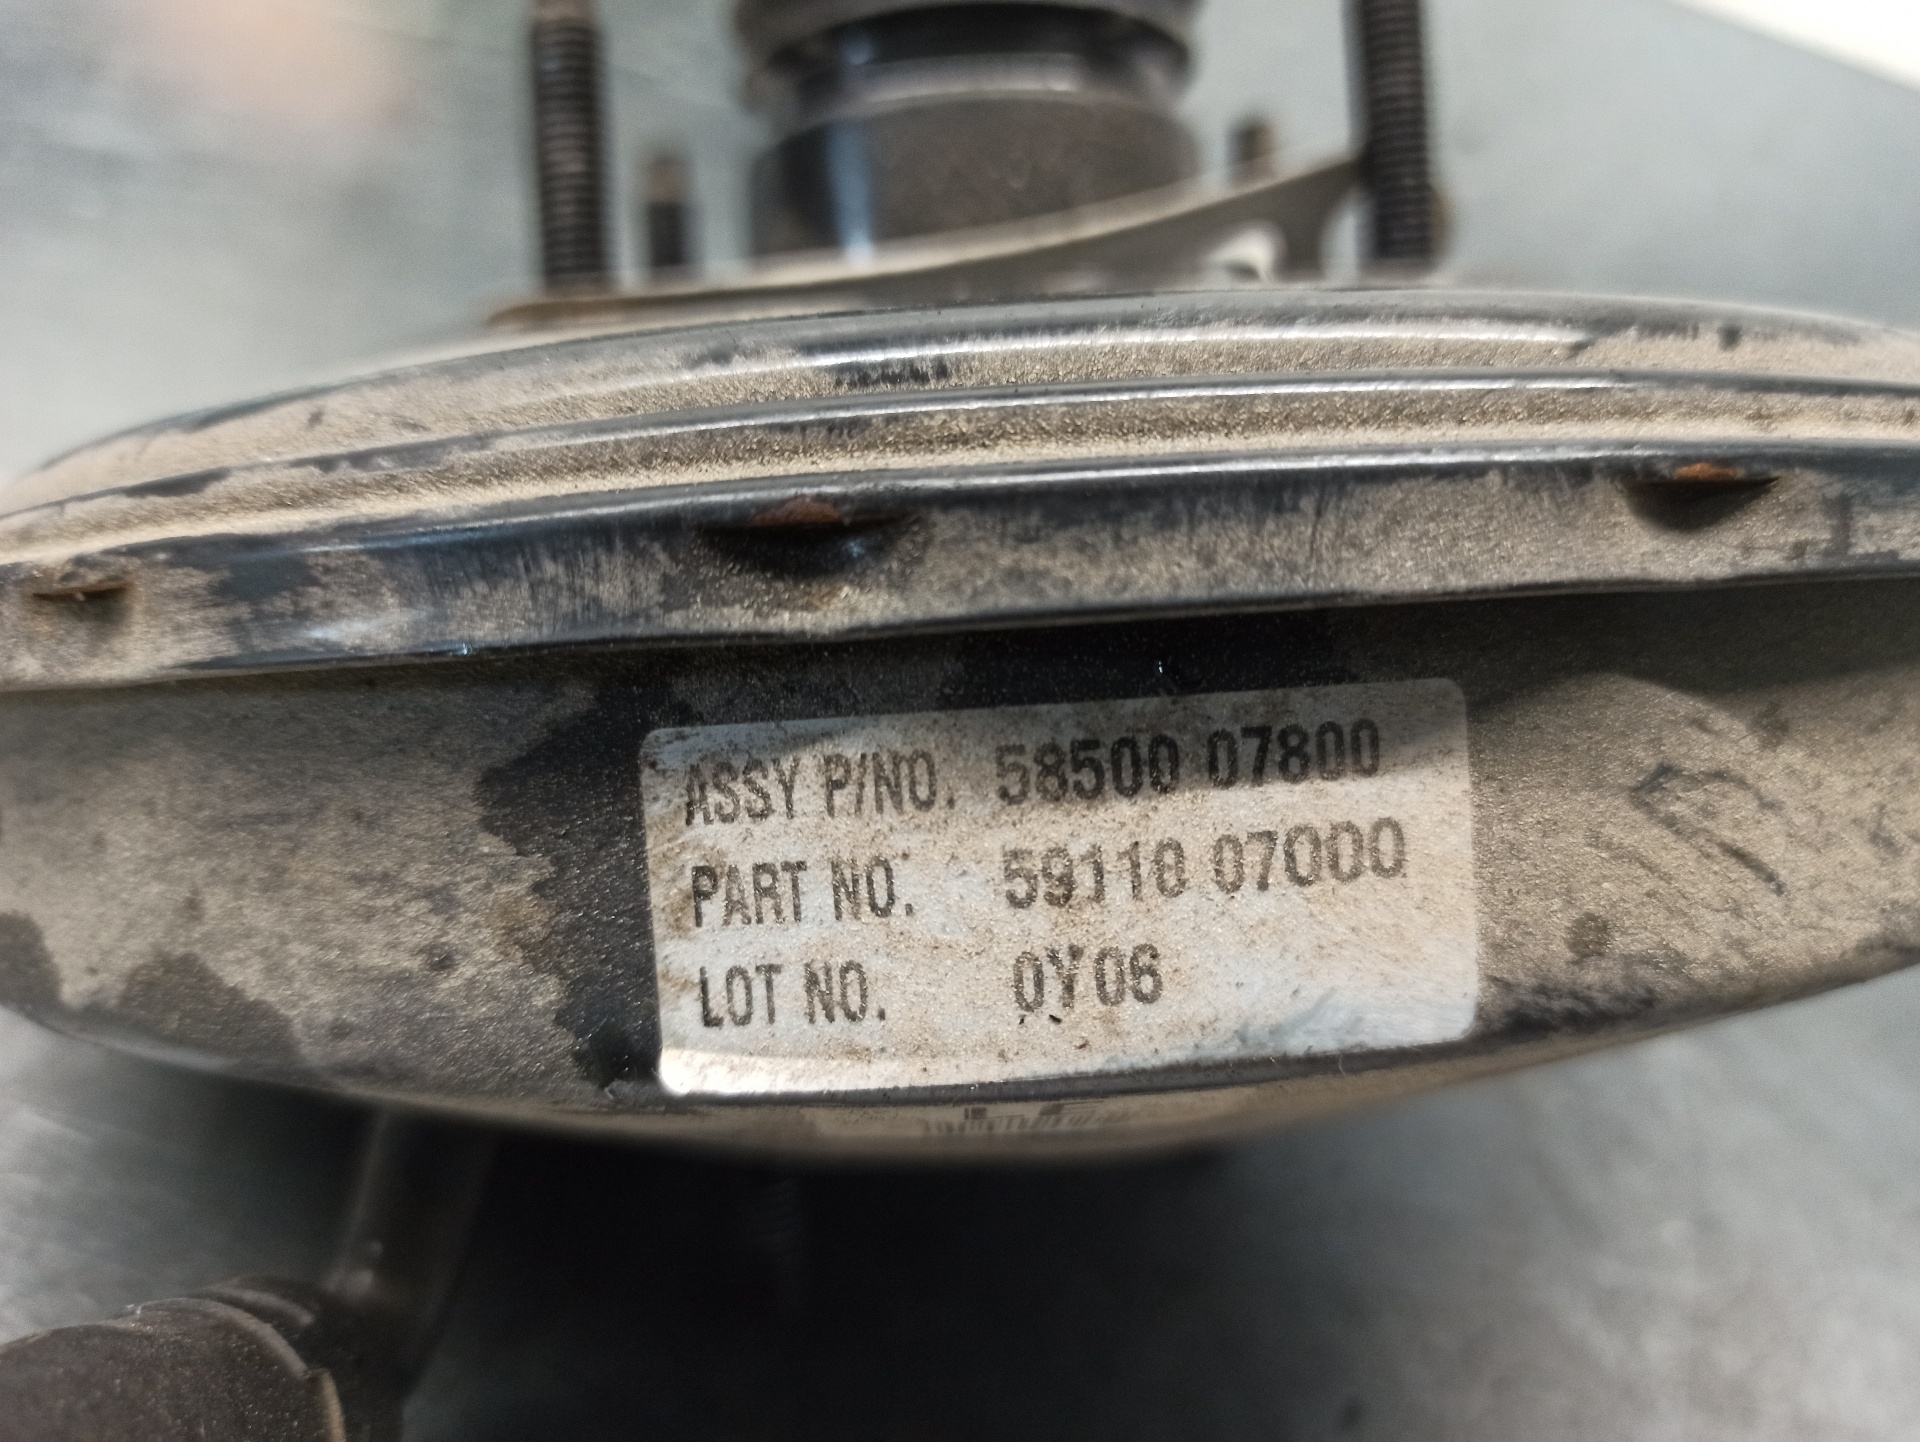 ASSY P/NO. 58500 07800
PART NO. 59110 07000
LOT NO. 0Y06